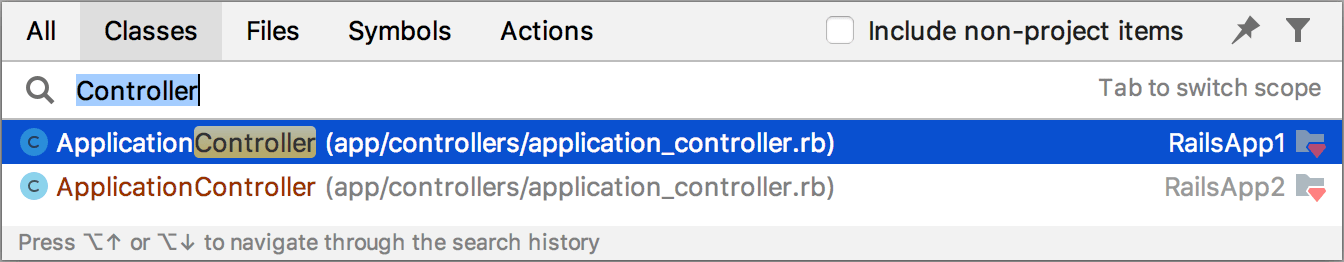 All Classes Files Symbols Actions Include non-project items
Controller Tab to switch scope
C ApplicationController (app/controllers/application_controller.rb) RailsApp1
C ApplicationController (app/controllers/application_controller.rb) RailsApp2
Press ⌥↑ or ⌥↓ to navigate through the search history